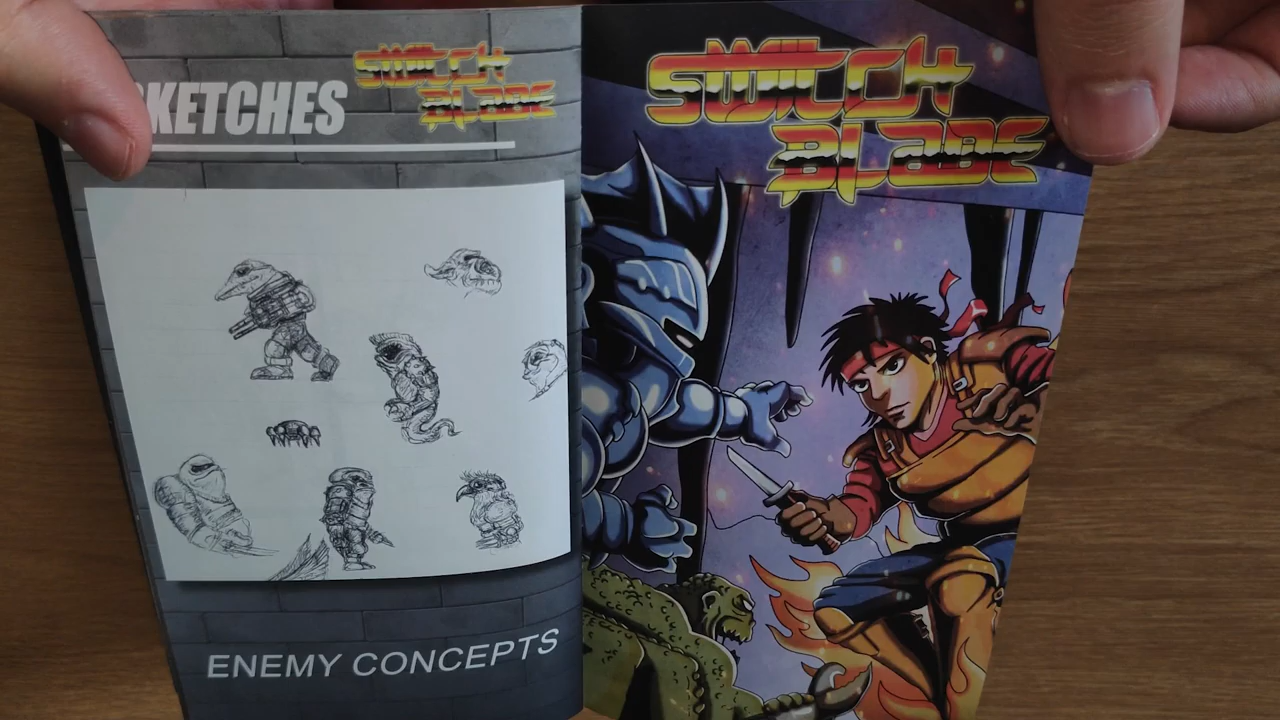 SKETCHES
SWITCH
BLADE
ENEMY CONCEPTS
SWITCH
BLADE